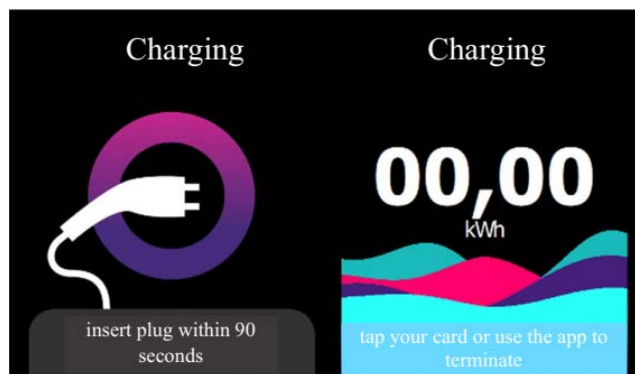 Charging
insert plug within 90
seconds
Charging
00,00
kWh
tap your card or use the app to
terminate